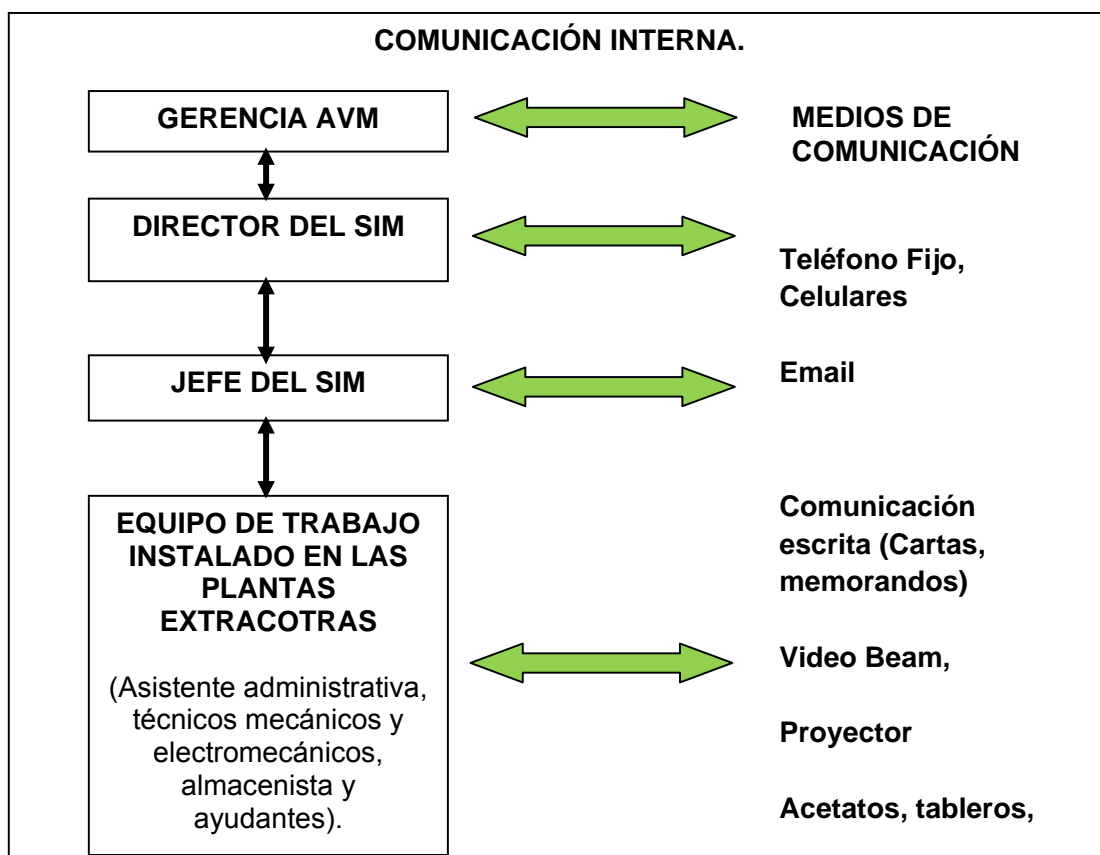 COMUNICACIÓN INTERNA.
GERENCIA AVM
MEDIOS DE
COMUNICACIÓN
DIRECTOR DEL SIM
Teléfono Fijo,
Celulares
JEFE DEL SIM
Email
EQUIPO DE TRABAJO
INSTALADO EN LAS
PLANTAS
EXTRACOTRAS
(Asistente administrativa,
técnicos mecánicos y
electromecánicos,
almacenista y
ayudantes).
Comunicación
escrita (Cartas,
memorandos)
Video Beam,
Proyector
Acetatos, tableros,